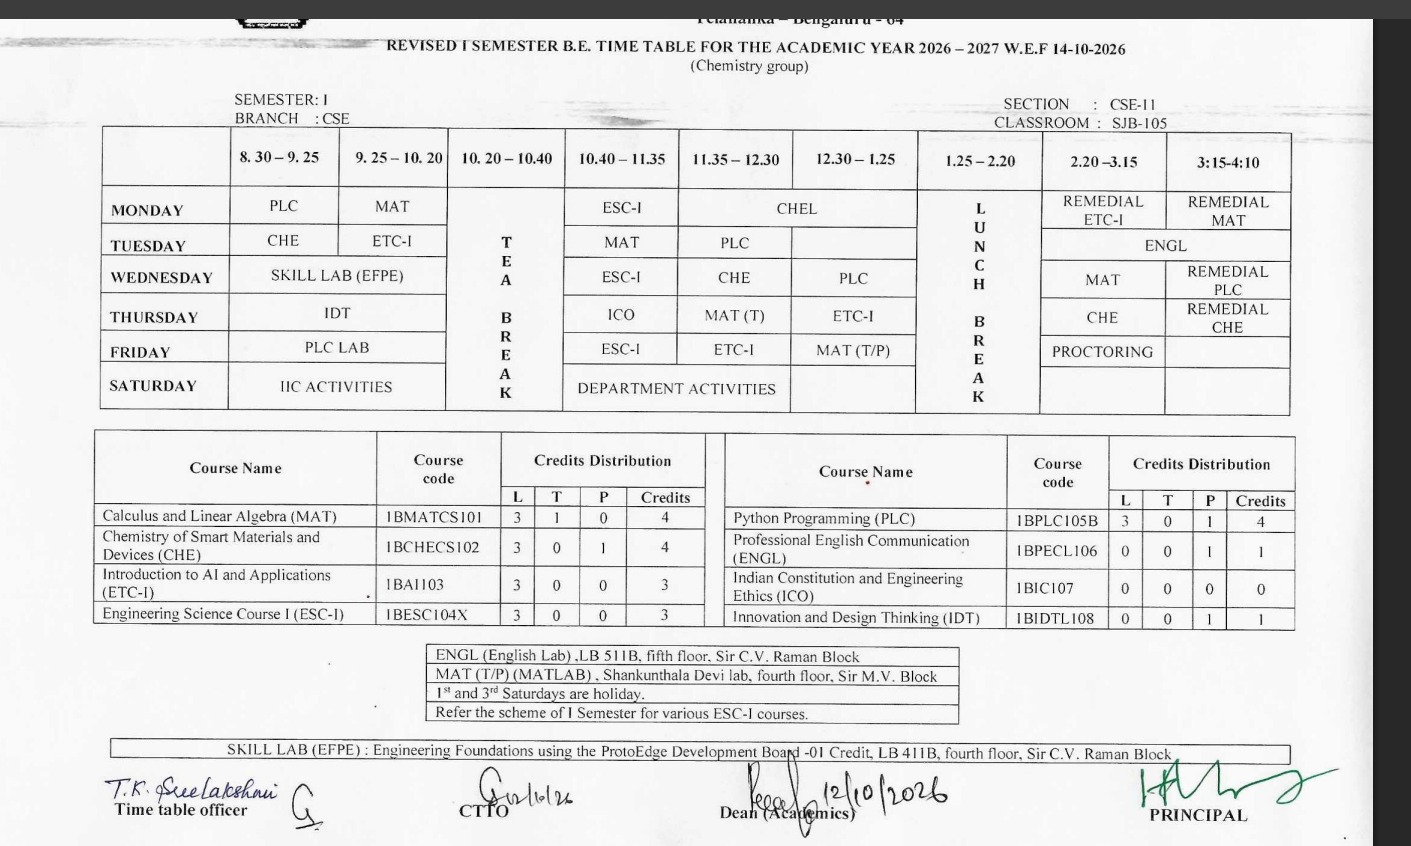 Yelahanka – Bengaluru - 64
REVISED I SEMESTER B.E. TIME TABLE FOR THE ACADEMIC YEAR 2026 – 2027 W.E.F 14-10-2026
(Chemistry group)
SEMESTER: I
BRANCH : CSE
SECTION : CSE-11
CLASSROOM : SJB-105
8. 30 – 9. 25 9. 25 – 10. 20 10. 20 – 10.40 10.40 – 11.35 11.35 – 12.30 12.30 – 1.25 1.25 – 2.20 2.20 –3.15 3:15-4:10
MONDAY PLC MAT ESC-I CHEL REMEDIAL ETC-I REMEDIAL MAT
TUESDAY CHE ETC-I MAT PLC ENGL
WEDNESDAY SKILL LAB (EFPE) ESC-I CHE PLC MAT REMEDIAL PLC
THURSDAY IDT ICO MAT (T) ETC-I CHE REMEDIAL CHE
FRIDAY PLC LAB ESC-I ETC-I MAT (T/P) PROCTORING
SATURDAY IIC ACTIVITIES DEPARTMENT ACTIVITIES
TEA BREAK
LUNCH BREAK
Course Name Course code Credits Distribution
L T P Credits
Calculus and Linear Algebra (MAT) 1BMATCS101 3 1 0 4
Chemistry of Smart Materials and
Devices (CHE) 1BCHECS102 3 0 1 4
Introduction to AI and Applications
(ETC-I) 1BAI103 3 0 0 3
Engineering Science Course I (ESC-I) 1BESC104X 3 0 0 3
Course Name Course code Credits Distribution
L T P Credits
Python Programming (PLC) 1BPLC105B 3 0 1 4
Professional English Communication
(ENGL) 1BPECL106 0 0 1 1
Indian Constitution and Engineering
Ethics (ICO) 1BIC107 0 0 0 0
Innovation and Design Thinking (IDT) 1BIDTL108 0 0 1 1
ENGL (English Lab) ,LB 511B, fifth floor, Sir C.V. Raman Block
MAT (T/P) (MATLAB) , Shankunthala Devi lab, fourth floor, Sir M.V. Block
1st and 3rd Saturdays are holiday.
Refer the scheme of I Semester for various ESC-I courses.
SKILL LAB (EFPE) : Engineering Foundations using the ProtoEdge Development Board -01 Credit, LB 411B, fourth floor, Sir C.V. Raman Block
T.K. Sreelakshmi
Time table officer
12/10/26
CTTO
12/10/2026
Dean (Academics)
PRINCIPAL